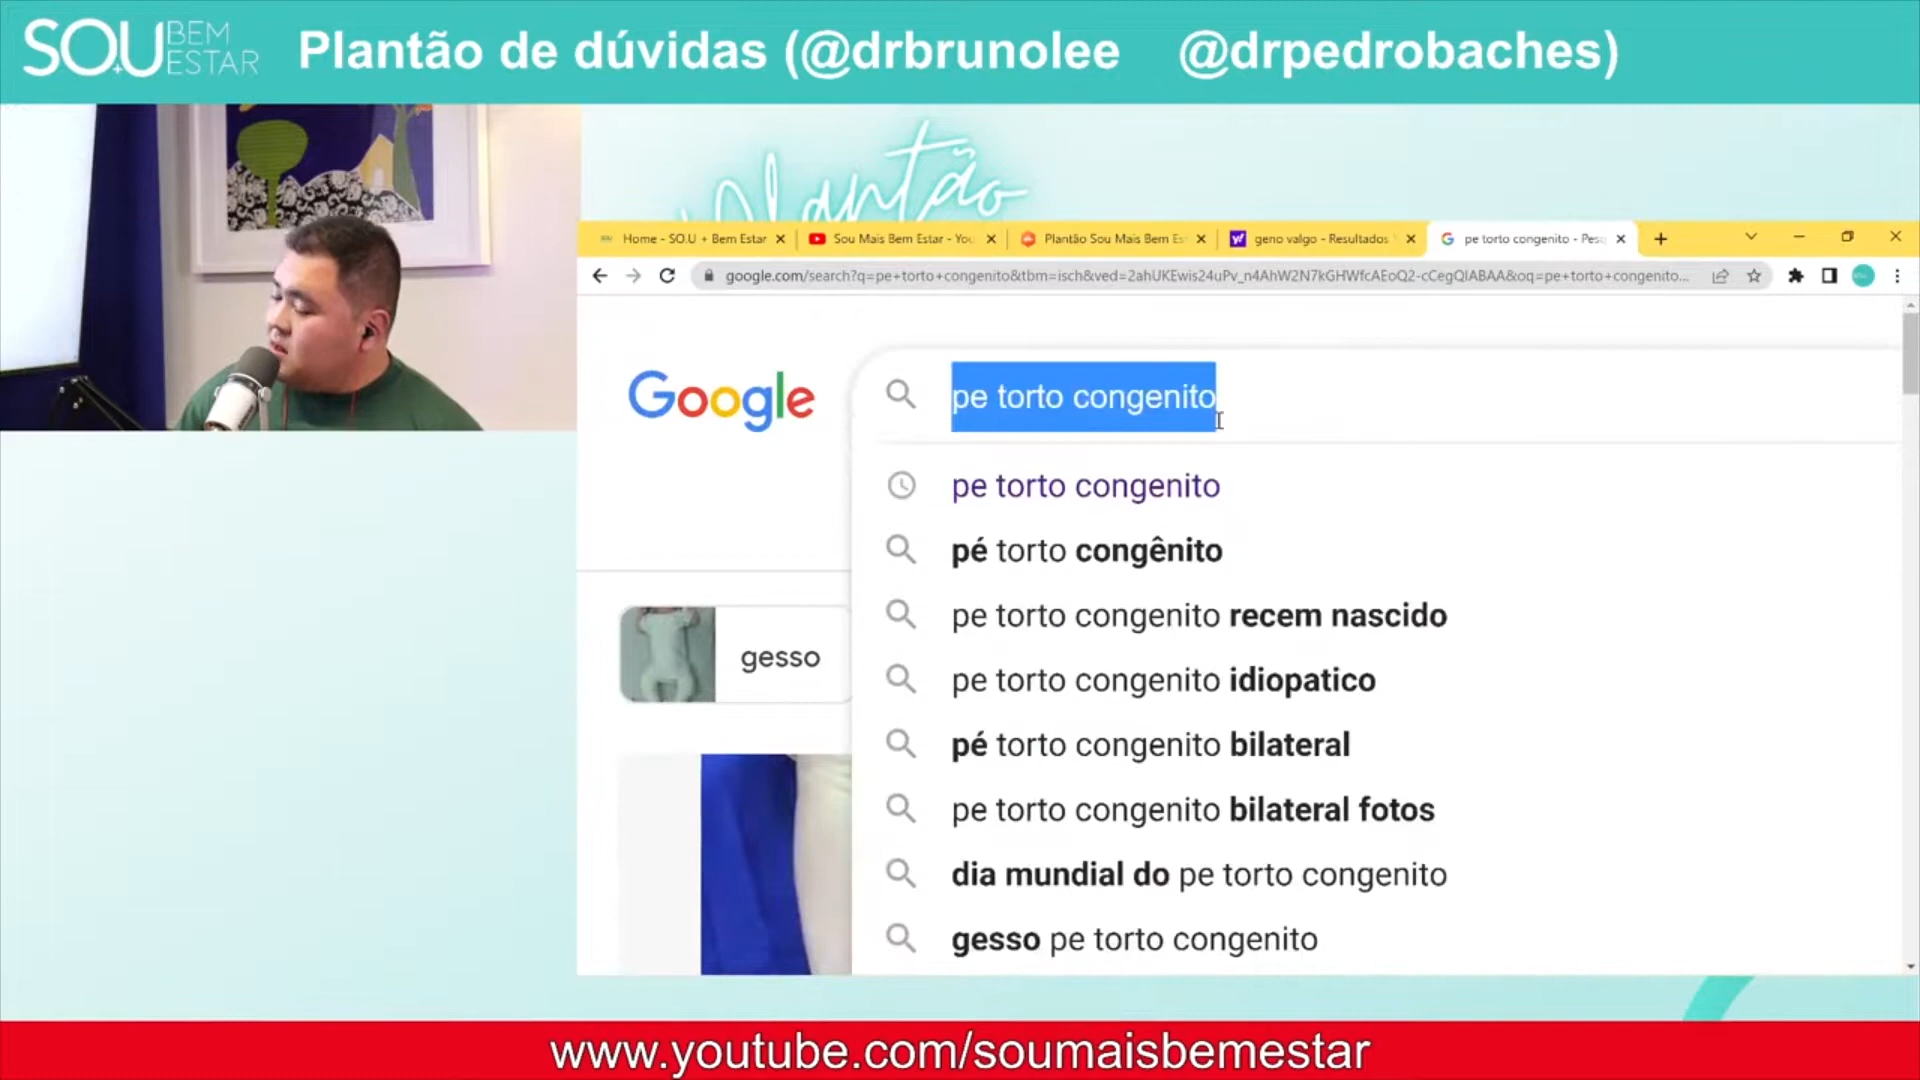 SO.U + BEM ESTAR
Plantão de dúvidas (@drbrunolee @drpedrobaches)
Plantão
Home - SO.U + Bem Estar
Sou Mais Bem Estar - You
Plantão Sou Mais Bem Es
geno valgo - Resultados
pe torto congenito - Pesq
google.com/search?q=pe+torto+congenito&tbm=isch&ved=2ahUKEwis24uPv_n4AhW2N7kGHWfcAEoQ2-cCegQIABAA&oq=pe+torto+congenito...
Google
pe torto congenito
pe torto congenito
pé torto congênito
pe torto congenito recem nascido
pe torto congenito idiopatico
pé torto congenito bilateral
pe torto congenito bilateral fotos
dia mundial do pe torto congenito
gesso pe torto congenito
gesso
www.youtube.com/soumaisbemestar